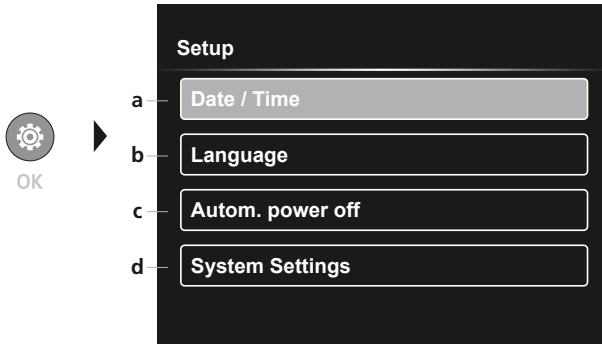 Setup
a
Date / Time
b
Language
OK
c
Autom. power off
d
System Settings